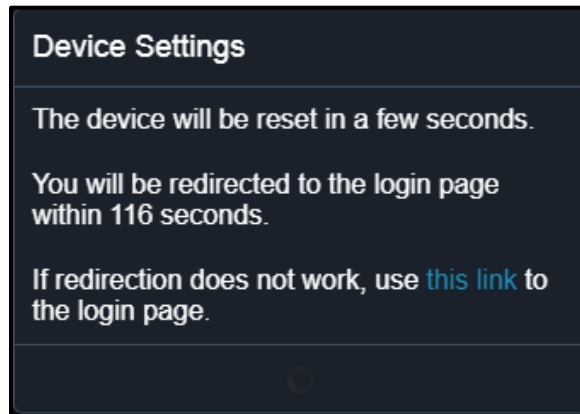 Device Settings
The device will be reset in a few seconds.
You will be redirected to the login page
within 116 seconds.
If redirection does not work, use this link to
the login page.